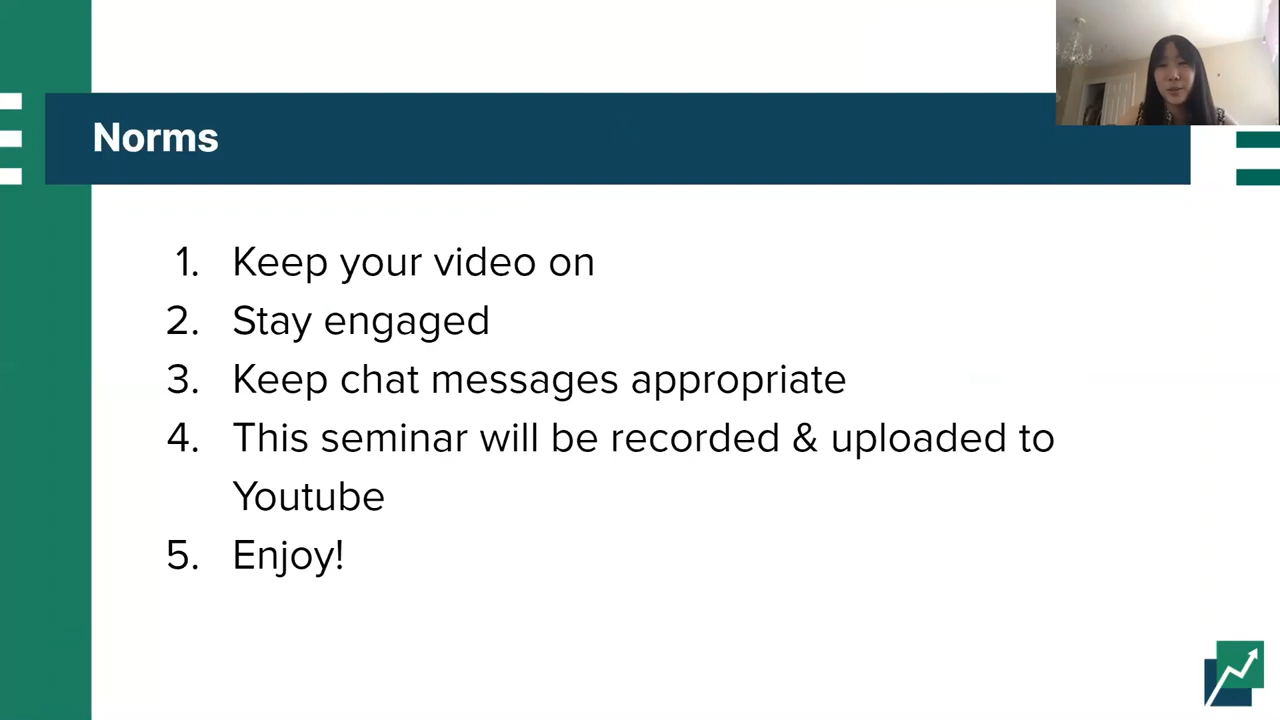 Norms
1. Keep your video on
2. Stay engaged
3. Keep chat messages appropriate
4. This seminar will be recorded & uploaded to
Youtube
5. Enjoy!